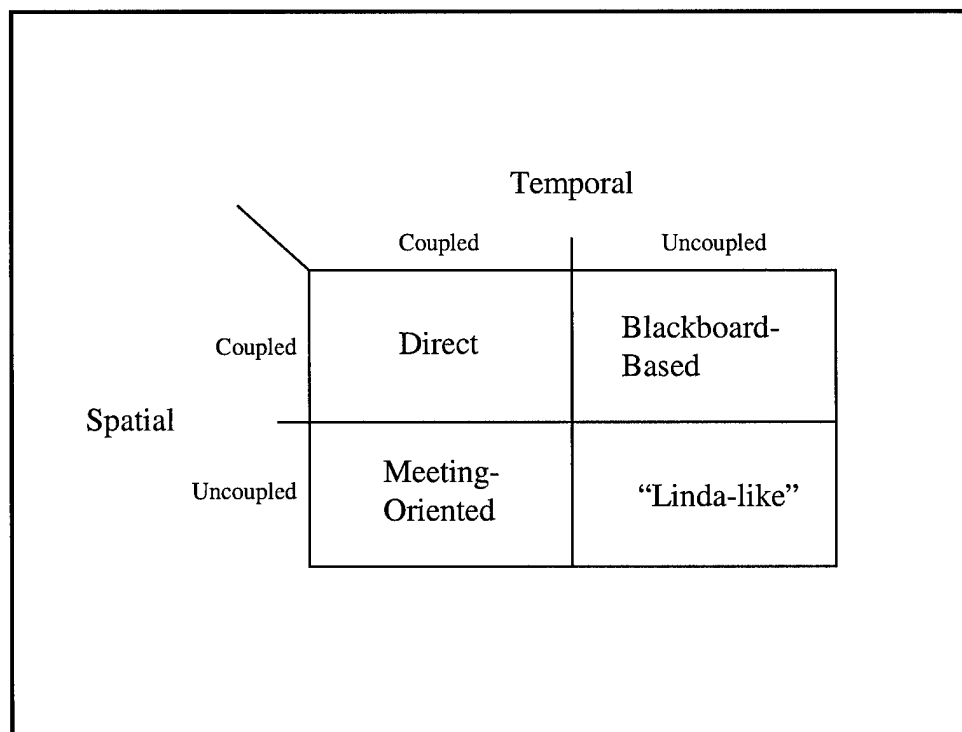 Temporal
Coupled Uncoupled
Coupled Direct Blackboard-
Based
Spatial
Uncoupled Meeting-
Oriented “Linda-like”